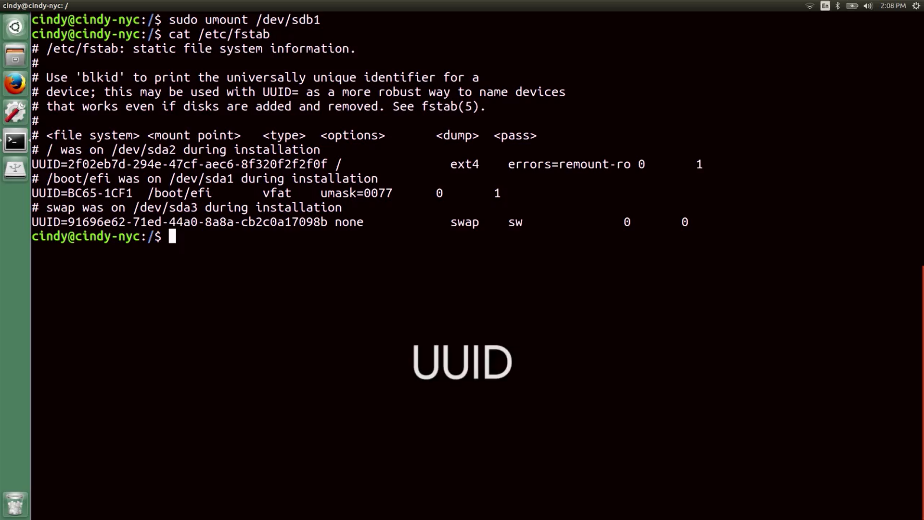 cindy@cindy-nyc: /
En
2:08 PM
cindy@cindy-nyc:/$ sudo umount /dev/sdb1
cindy@cindy-nyc:/$ cat /etc/fstab
# /etc/fstab: static file system information.
#
# Use 'blkid' to print the universally unique identifier for a
# device; this may be used with UUID= as a more robust way to name devices
# that works even if disks are added and removed. See fstab(5).
#
# <file system> <mount point>   <type>  <options>       <dump>  <pass>
# / was on /dev/sda2 during installation
UUID=2f02eb7d-294e-47cf-aec6-8f320f2f2f0f /               ext4    errors=remount-ro 0       1
# /boot/efi was on /dev/sda1 during installation
UUID=BC65-1CF1  /boot/efi       vfat    umask=0077      0       1
# swap was on /dev/sda3 during installation
UUID=91696e62-71ed-44a0-8a8a-cb2c0a17098b none            swap    sw              0       0
cindy@cindy-nyc:/$
UUID